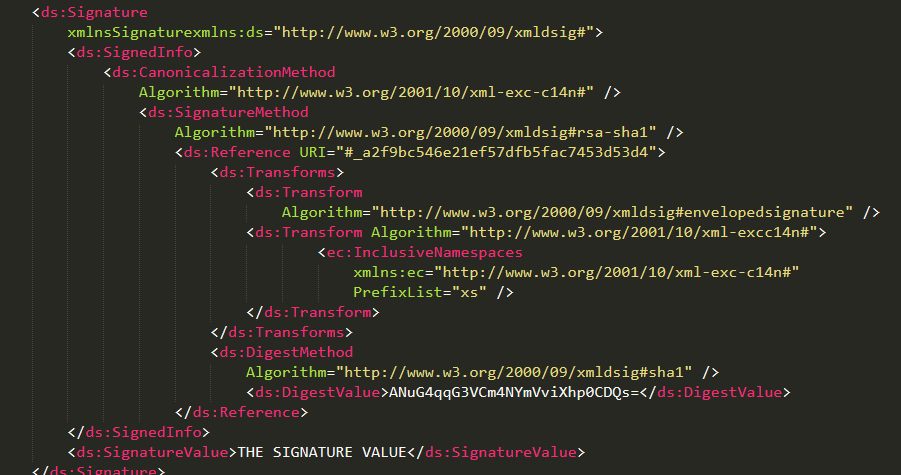 <ds:Signature
xmlnsSignaturexmlns:ds="http://www.w3.org/2000/09/xmldsig#">
<ds:SignedInfo>
<ds:CanonicalizationMethod
Algorithm="http://www.w3.org/2001/10/xml-exc-c14n#" />
<ds:SignatureMethod
Algorithm="http://www.w3.org/2000/09/xmldsig#rsa-sha1" />
<ds:Reference URI="#_a2f9bc546e21ef57dfb5fac7453d53d4">
<ds:Transforms>
<ds:Transform
Algorithm="http://www.w3.org/2000/09/xmldsig#envelopedsignature" />
<ds:Transform Algorithm="http://www.w3.org/2001/10/xml-excc14n#">
<ec:InclusiveNamespaces
xmlns:ec="http://www.w3.org/2001/10/xml-exc-c14n#"
PrefixList="xs" />
</ds:Transform>
</ds:Transforms>
<ds:DigestMethod
Algorithm="http://www.w3.org/2000/09/xmldsig#sha1" />
<ds:DigestValue>ANuG4qqG3VCm4NYmVviXhp0CDQs=</ds:DigestValue>
</ds:Reference>
</ds:SignedInfo>
<ds:SignatureValue>THE SIGNATURE VALUE</ds:SignatureValue>
</ds:Signature>